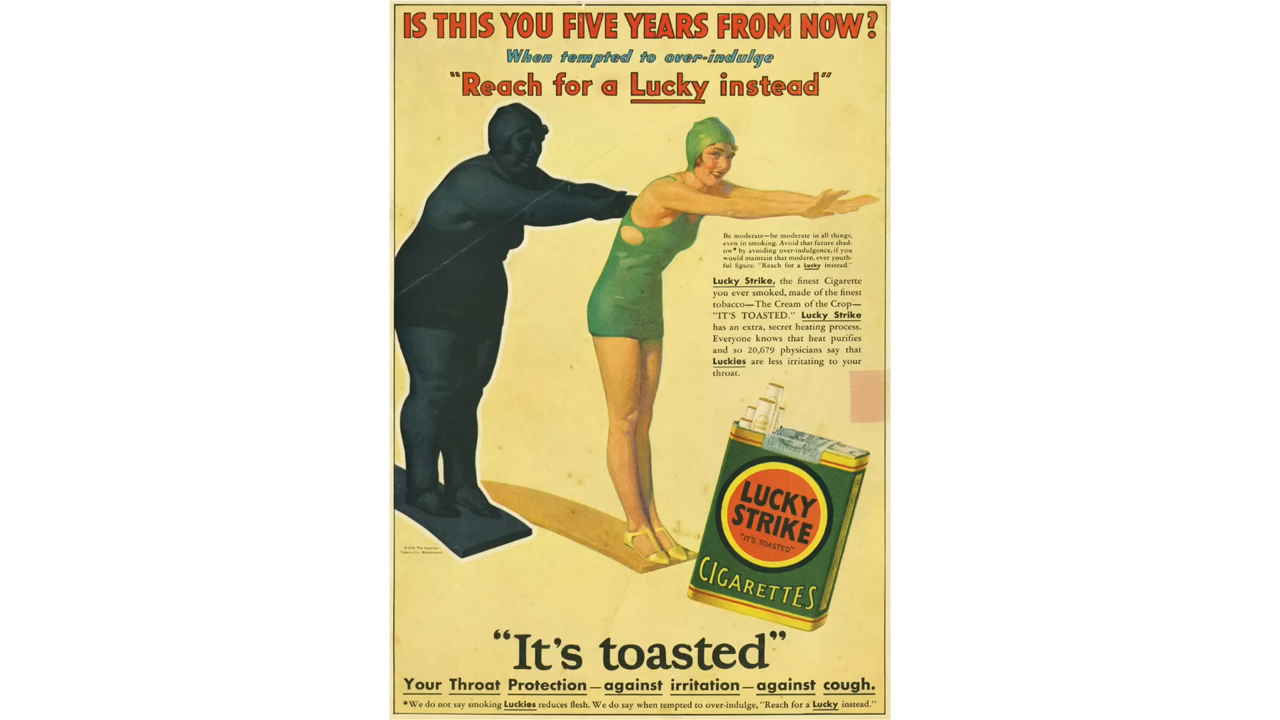 IS THIS YOU FIVE YEARS FROM NOW?
When tempted to over-indulge
"Reach for a Lucky instead"
Be moderate—be moderate in all things,
even in smoking. Avoid that future shad-
ow* by avoiding over-indulgence, if you
would maintain that modern, ever youth-
ful figure. "Reach for a Lucky instead."
Lucky Strike, the finest Cigarette
you ever smoked, made of the finest
tobacco—The Cream of the Crop—
"IT'S TOASTED." Lucky Strike
has an extra, secret heating process.
Everyone knows that heat purifies
and so 20,679 physicians say that
Luckies are less irritating to your
throat.
LUCKY
STRIKE
"IT'S TOASTED"
CIGARETTES
Tobacco Co., Manufacturers
"It's toasted"
Your Throat Protection—against irritation—against cough.
*We do not say smoking Luckies reduces flesh. We do say when tempted to over-indulge, "Reach for a Lucky instead."